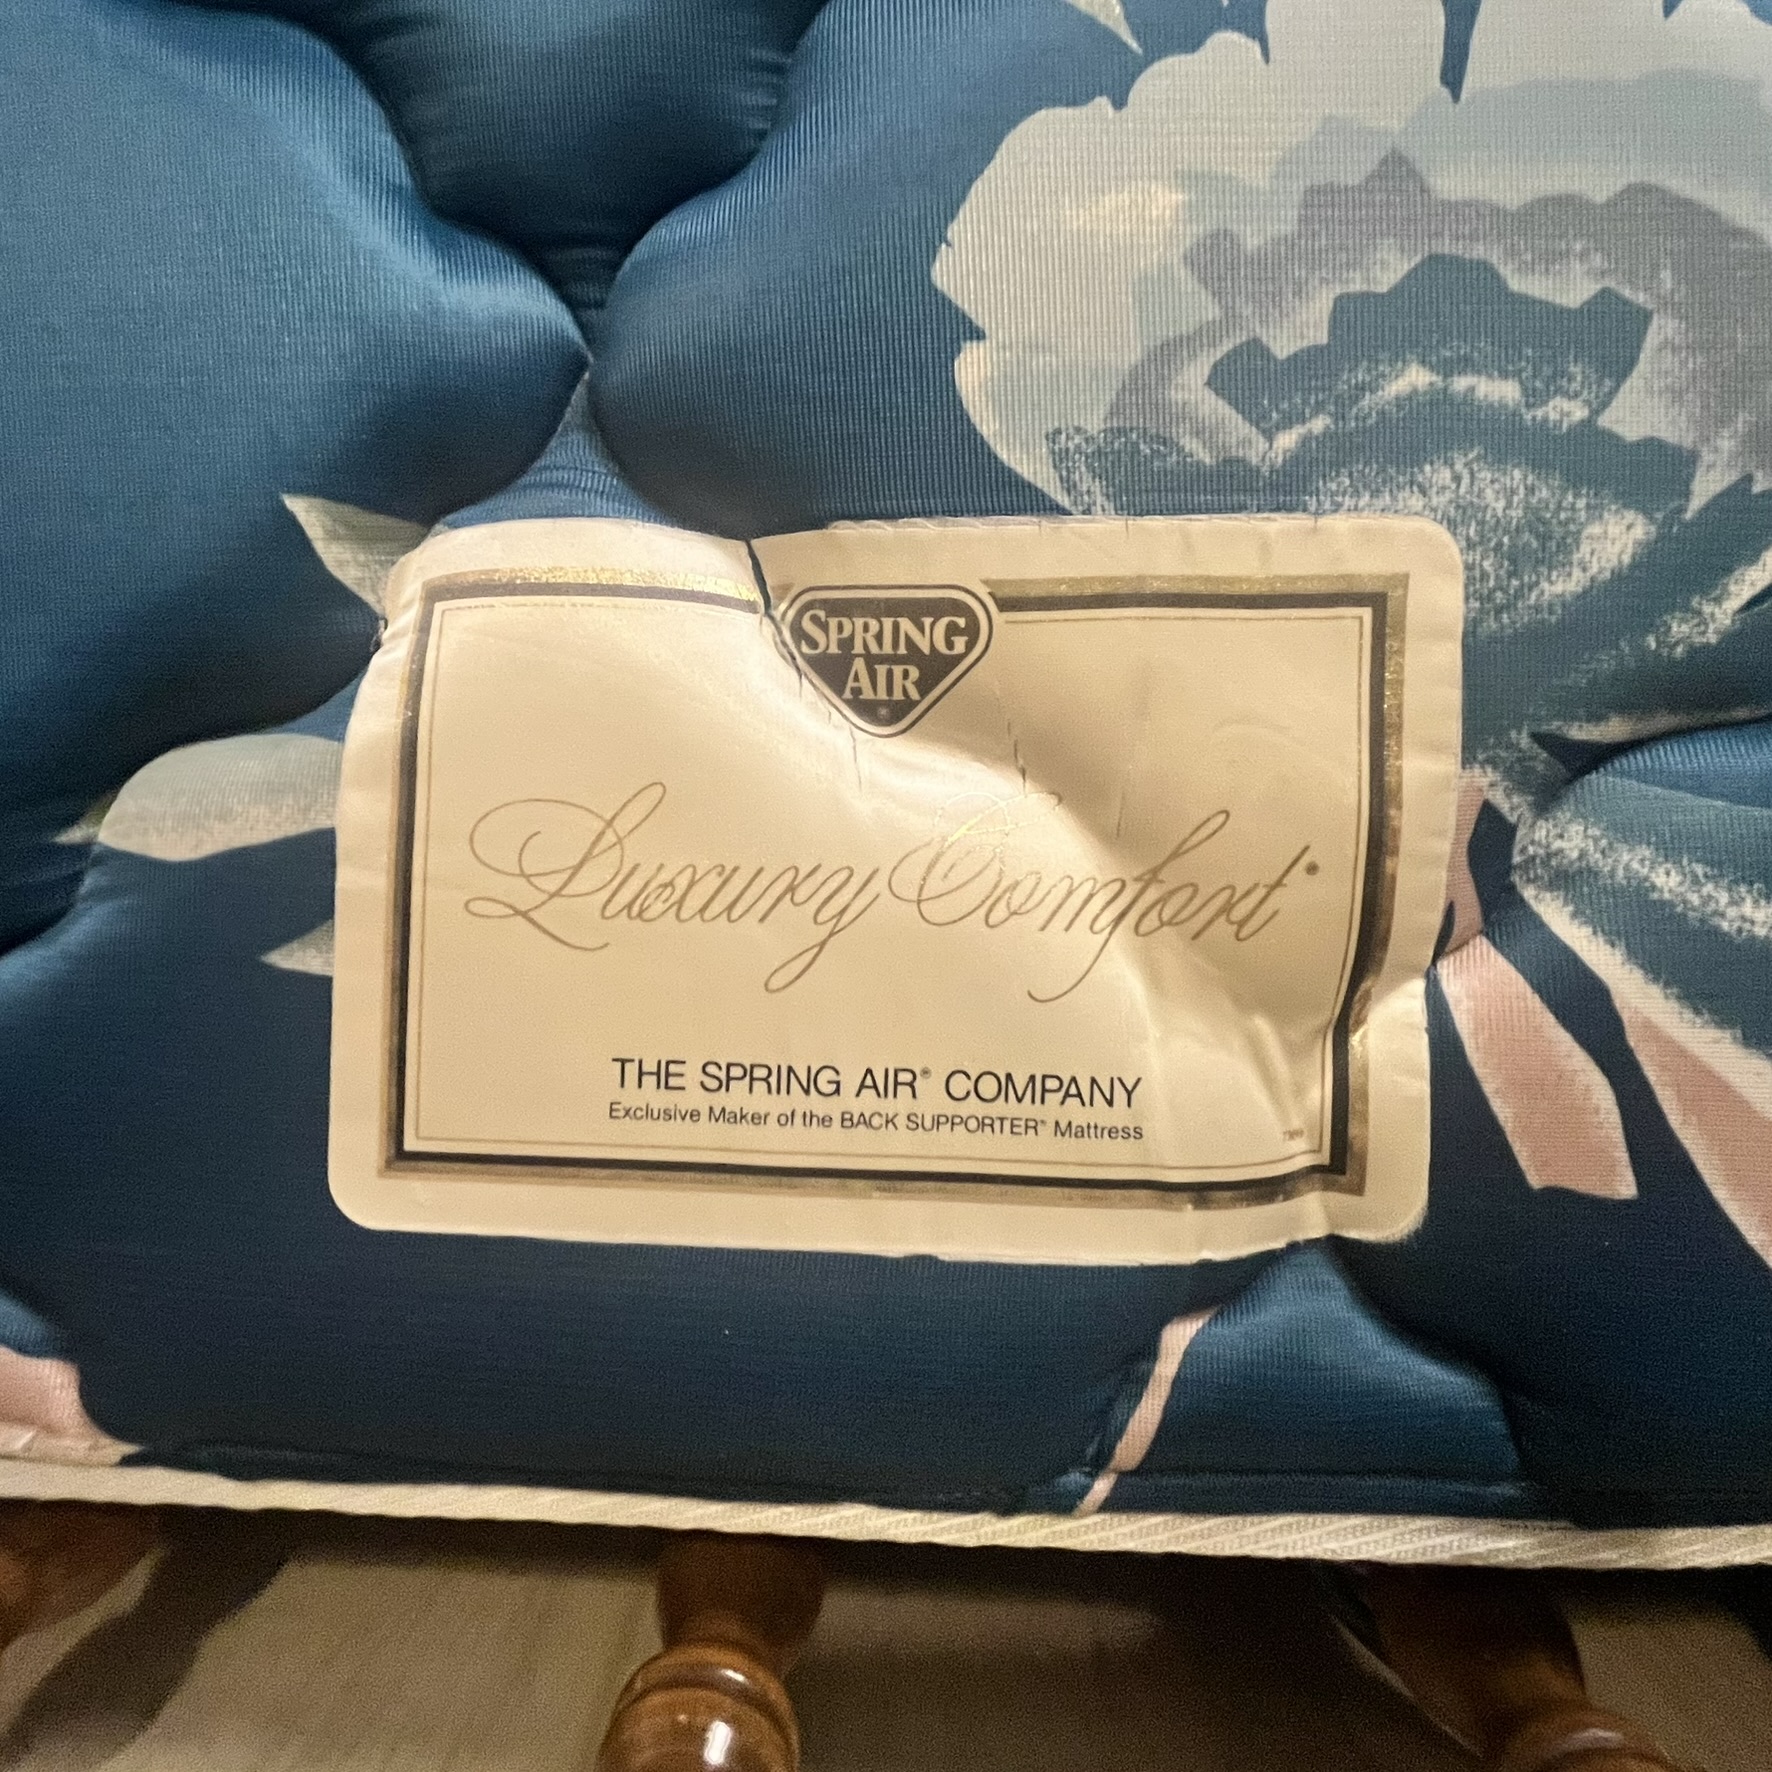 SPRING
AIR
®
Luxury Comfort®
THE SPRING AIR® COMPANY
Exclusive Maker of the BACK SUPPORTER® Mattress